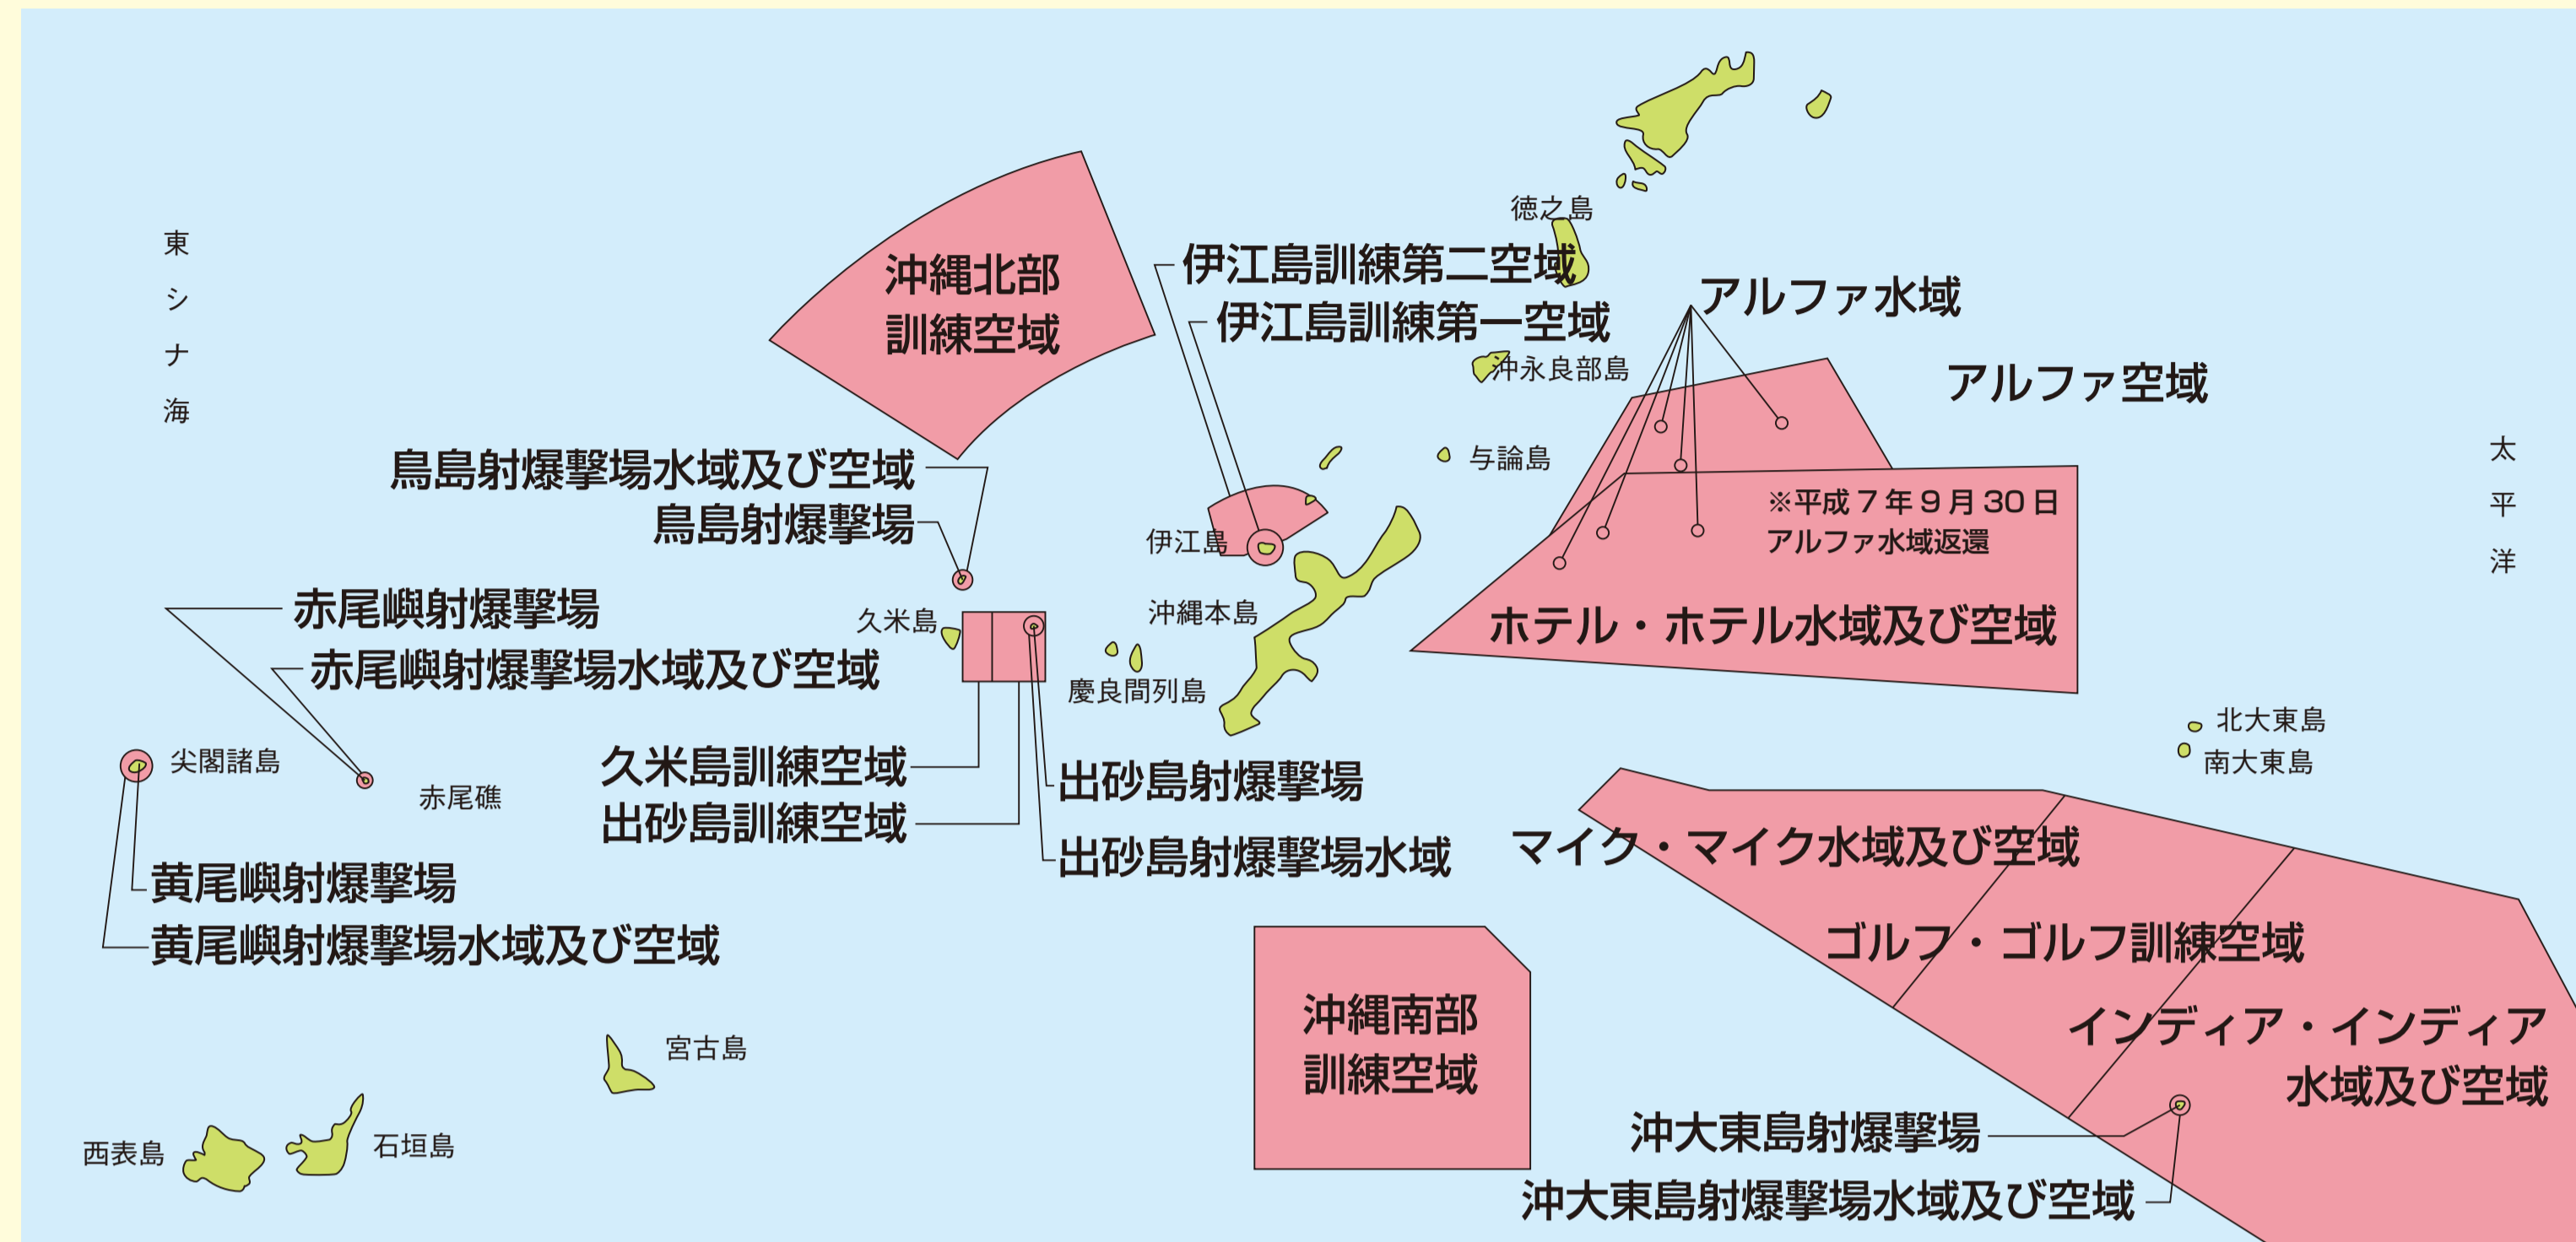 東シナ海
沖縄北部
訓練空域
徳之島
伊江島訓練第二空域
伊江島訓練第一空域
沖永良部島
与論島
アルファ水域
アルファ空域
※平成7年9月30日
アルファ水域返還
ホテル・ホテル水域及び空域
太平洋
鳥島射爆撃場水域及び空域
鳥島射爆撃場
伊江島
沖縄本島
久米島
慶良間列島
赤尾嶼射爆撃場
赤尾嶼射爆撃場水域及び空域
尖閣諸島
赤尾礁
久米島訓練空域
出砂島訓練空域
出砂島射爆撃場
出砂島射爆撃場水域
黄尾嶼射爆撃場
黄尾嶼射爆撃場水域及び空域
北大東島
南大東島
マイク・マイク水域及び空域
ゴルフ・ゴルフ訓練空域
インディア・インディア
水域及び空域
沖縄南部
訓練空域
宮古島
石垣島
西表島
沖大東島射爆撃場
沖大東島射爆撃場水域及び空域